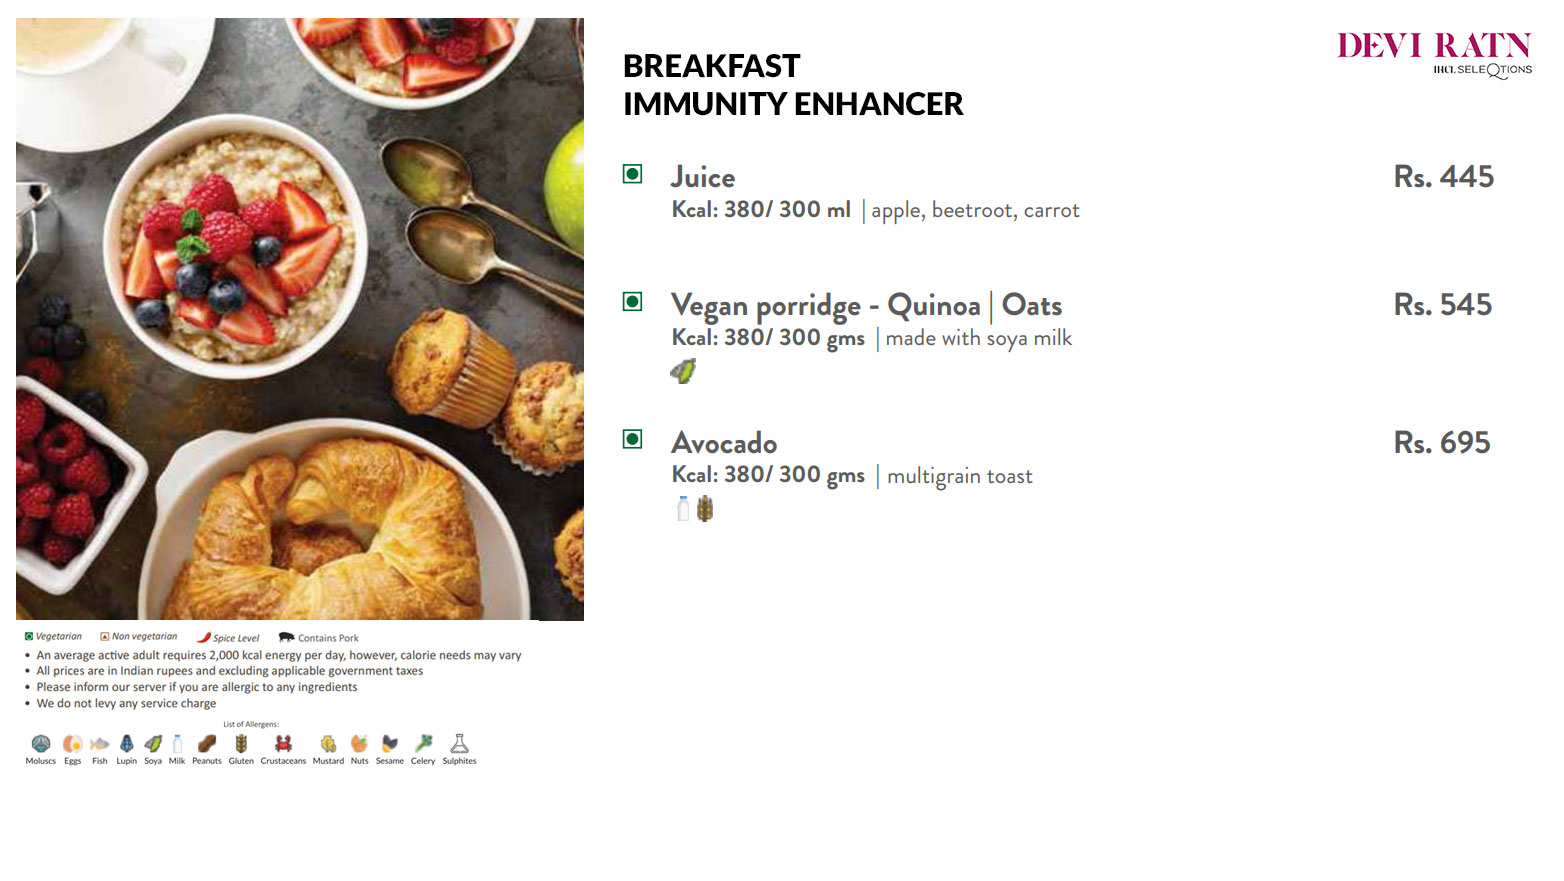 DEVI RATN
IHCL SELEQTIONS
BREAKFAST
IMMUNITY ENHANCER
Juice Rs. 445
Kcal: 380/ 300 ml | apple, beetroot, carrot
Vegan porridge - Quinoa | Oats Rs. 545
Kcal: 380/ 300 gms | made with soya milk
Avocado Rs. 695
Kcal: 380/ 300 gms | multigrain toast
Vegetarian Non vegetarian Spice Level Contains Pork
• An average active adult requires 2,000 kcal energy per day, however, calorie needs may vary
• All prices are in Indian rupees and excluding applicable government taxes
• Please inform our server if you are allergic to any ingredients
• We do not levy any service charge
List of Allergens:
Moluscs Eggs Fish Lupin Soya Milk Peanuts Gluten Crustaceans Mustard Nuts Sesame Celery Sulphites